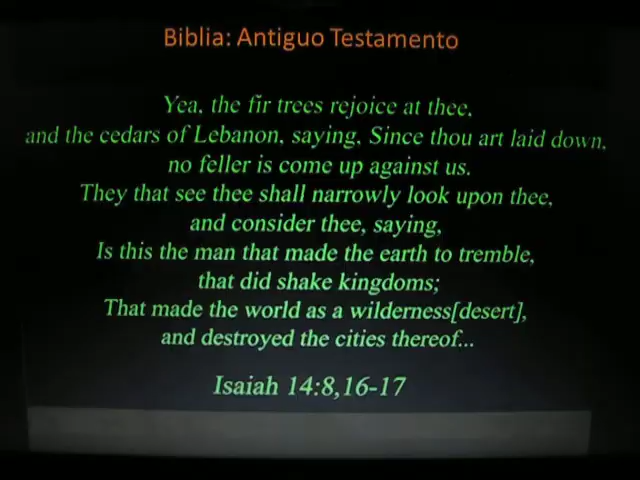 Biblia: Antiguo Testamento
Yea, the fir trees rejoice at thee,
and the cedars of Lebanon, saying, Since thou art laid down,
no feller is come up against us.
They that see thee shall narrowly look upon thee,
and consider thee, saying,
Is this the man that made the earth to tremble,
that did shake kingdoms;
That made the world as a wilderness[desert],
and destroyed the cities thereof...
Isaiah 14:8,16-17